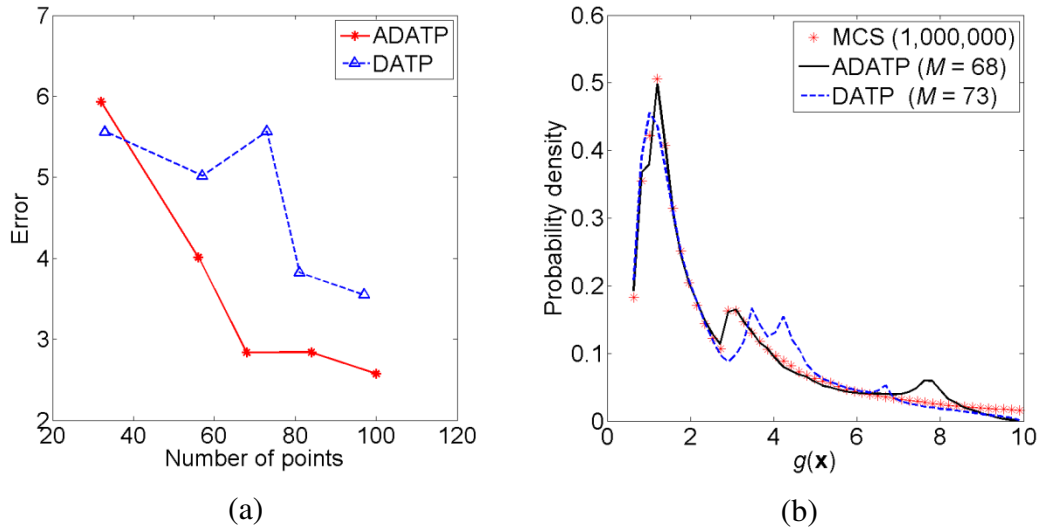 7
6
5
4
3
2
20 40 60 80 100 120
Error
Number of points
ADATP
DATP
(a)
0.6
0.5
0.4
0.3
0.2
0.1
0
0 2 4 6 8 10
Probability density
g(x)
MCS (1,000,000)
ADATP (M = 68)
DATP (M = 73)
(b)